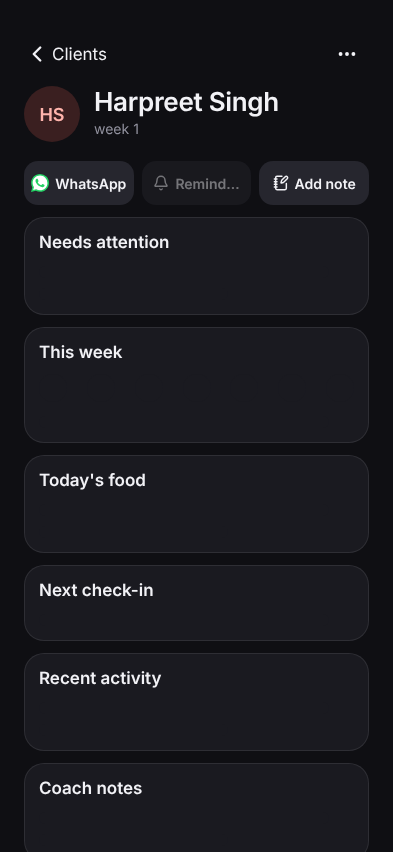 Clients
HS
Harpreet Singh
week 1
WhatsApp
Remind...
Add note
Needs attention
This week
Today's food
Next check-in
Recent activity
Coach notes